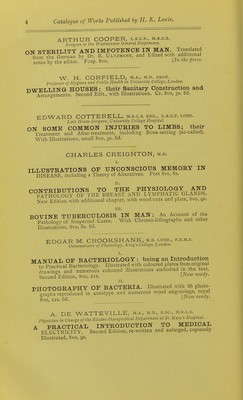 4 Catalogue of Works Published by H. K. Lewis.
ARTHUR COOPER, L.R.C.P., M.R.C.S.
Surgeon to the Westminster General Dispensary.
ON STERILITY AND IMPOTENCE IN MAN. Translated
from the German by Dr. R. ULTZMANN, and Edited with additional
notes by the editor. Fcap. 8vo. [In the press.
W. H. CORFIELD, M.A., M.D. OXON.
Professor of Hygiene and Public Health in University College, London.
DWELLING HOUSES: their Sanitary Construction and
Arrangements. Second Edit., with Illustrations. Cr. 8vo, 3s. 6d.
EDWARD COTTERELL, M.R.C.S. ENG., L.R.C.P. LOND.
Late House Surgeon, University College Hospital.
ON SOME COMMON INJURIES TO LIMBS; their
Treatment and After-treatment, including Bone-setting (so-called).
With Illustrations, small 8vo, 3s. 6d.
CHARLES CREIGHTON, M.D.
I.
ILLUSTRATIONS OF UNCONSCIOUS MEMORY IN
DISEASE, including a Theory of Alteratives. Post 8vo, 6s.
II.
CONTRIBUTIONS TO THE PHYSIOLOGY AND
PATHOLOGY OF THE BREAST AND LYMPHATIC GLANDS.
New Edition with additional chapter, with wood-cuts and plate, 8vo, 9s.
III.
BOVINE TUBERCULOSIS IN MAN: An Account of the
Pathology of Suspected Cases. With Chromo-lithographs and other
Illustrations, 8vo, 8s. 6d.
EDGAR M. CROOKSHANK, M.B. LOND., F.R.M.S.
Demonstrator of Physiology, King's College, London.
I.
MANUAL OF BACTERIOLOGY: being an Introduction
to Practical Bacteriology. Illustrated with coloured plates from original
drawings and numerous coloured illustrations embodied in the text.
Second Edition, 8vo, 21s. [Now ready.
II.
PHOTOGRAPHY OF BACTERIA. Illustrated with 86 photo-
graphs reproduced in autotype and numerous wood engravings, royal
8vo, 12s. 6d. [Now ready.
A. DE WATTEVILLE, M.A., M.D., B.SC., M.R.C.S.
Physician in Charge of the Electro-therapeutical Department at St. Mary's Hospital.
A PRACTICAL INTRODUCTION TO MEDICAL
ELECTRICITY. Second Edition, re-written and enlarged, copiously
Illustrated, 8vo, 9s.